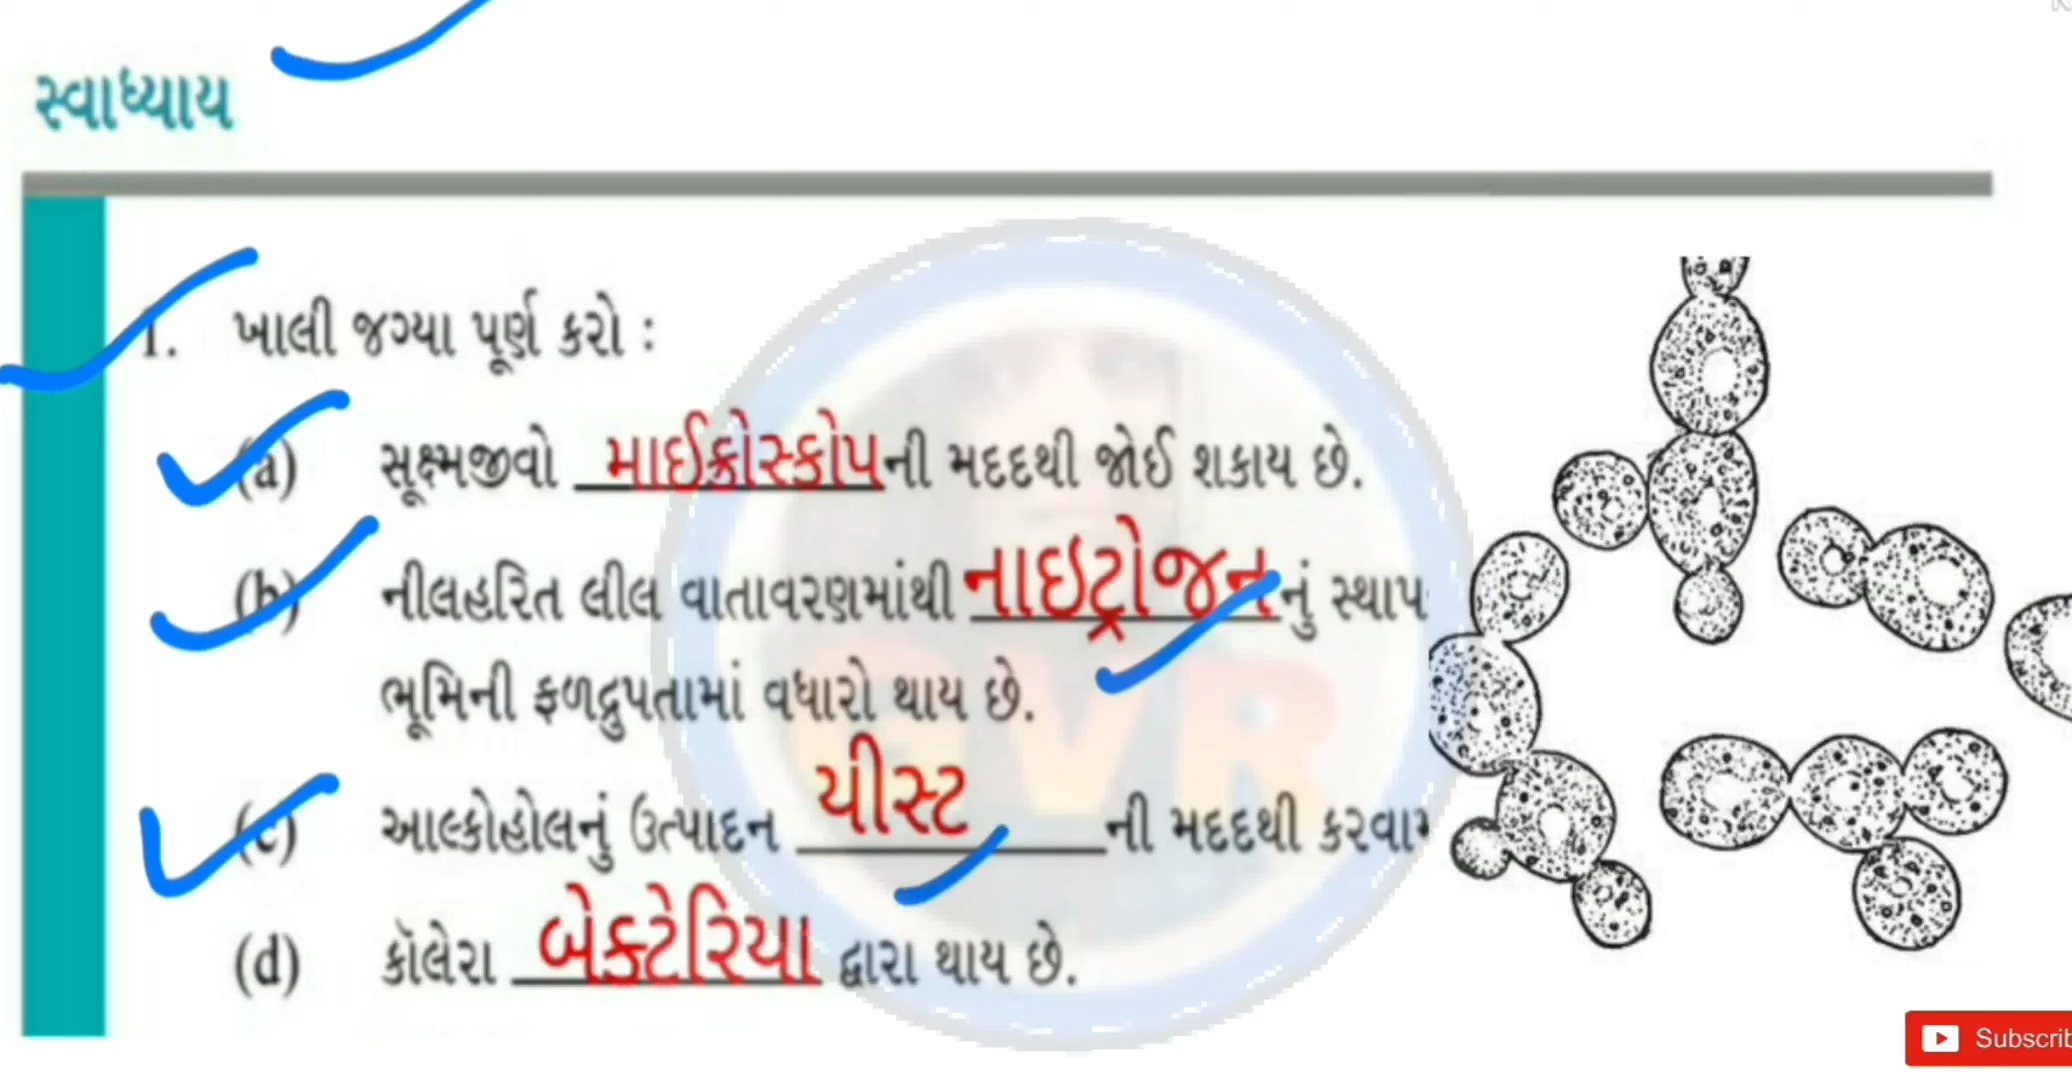 સ્વાધ્યાય
1. ખાલી જગ્યા પૂર્ણ કરો :
(a) સૂક્ષ્મજીવો માઈક્રોસ્કોપની મદદથી જોઈ શકાય છે.
(b) નીલહરિત લીલ વાતાવરણમાંથી નાઇટ્રોજનનું સ્થાપ
ભૂમિની ફળદ્રુપતામાં વધારો થાય છે.
(c) આલ્કોહોલનું ઉત્પાદન યીસ્ટની મદદથી કરવામ
(d) કૉલેરા બેક્ટેરિયા દ્વારા થાય છે.
GVR
Subscrib